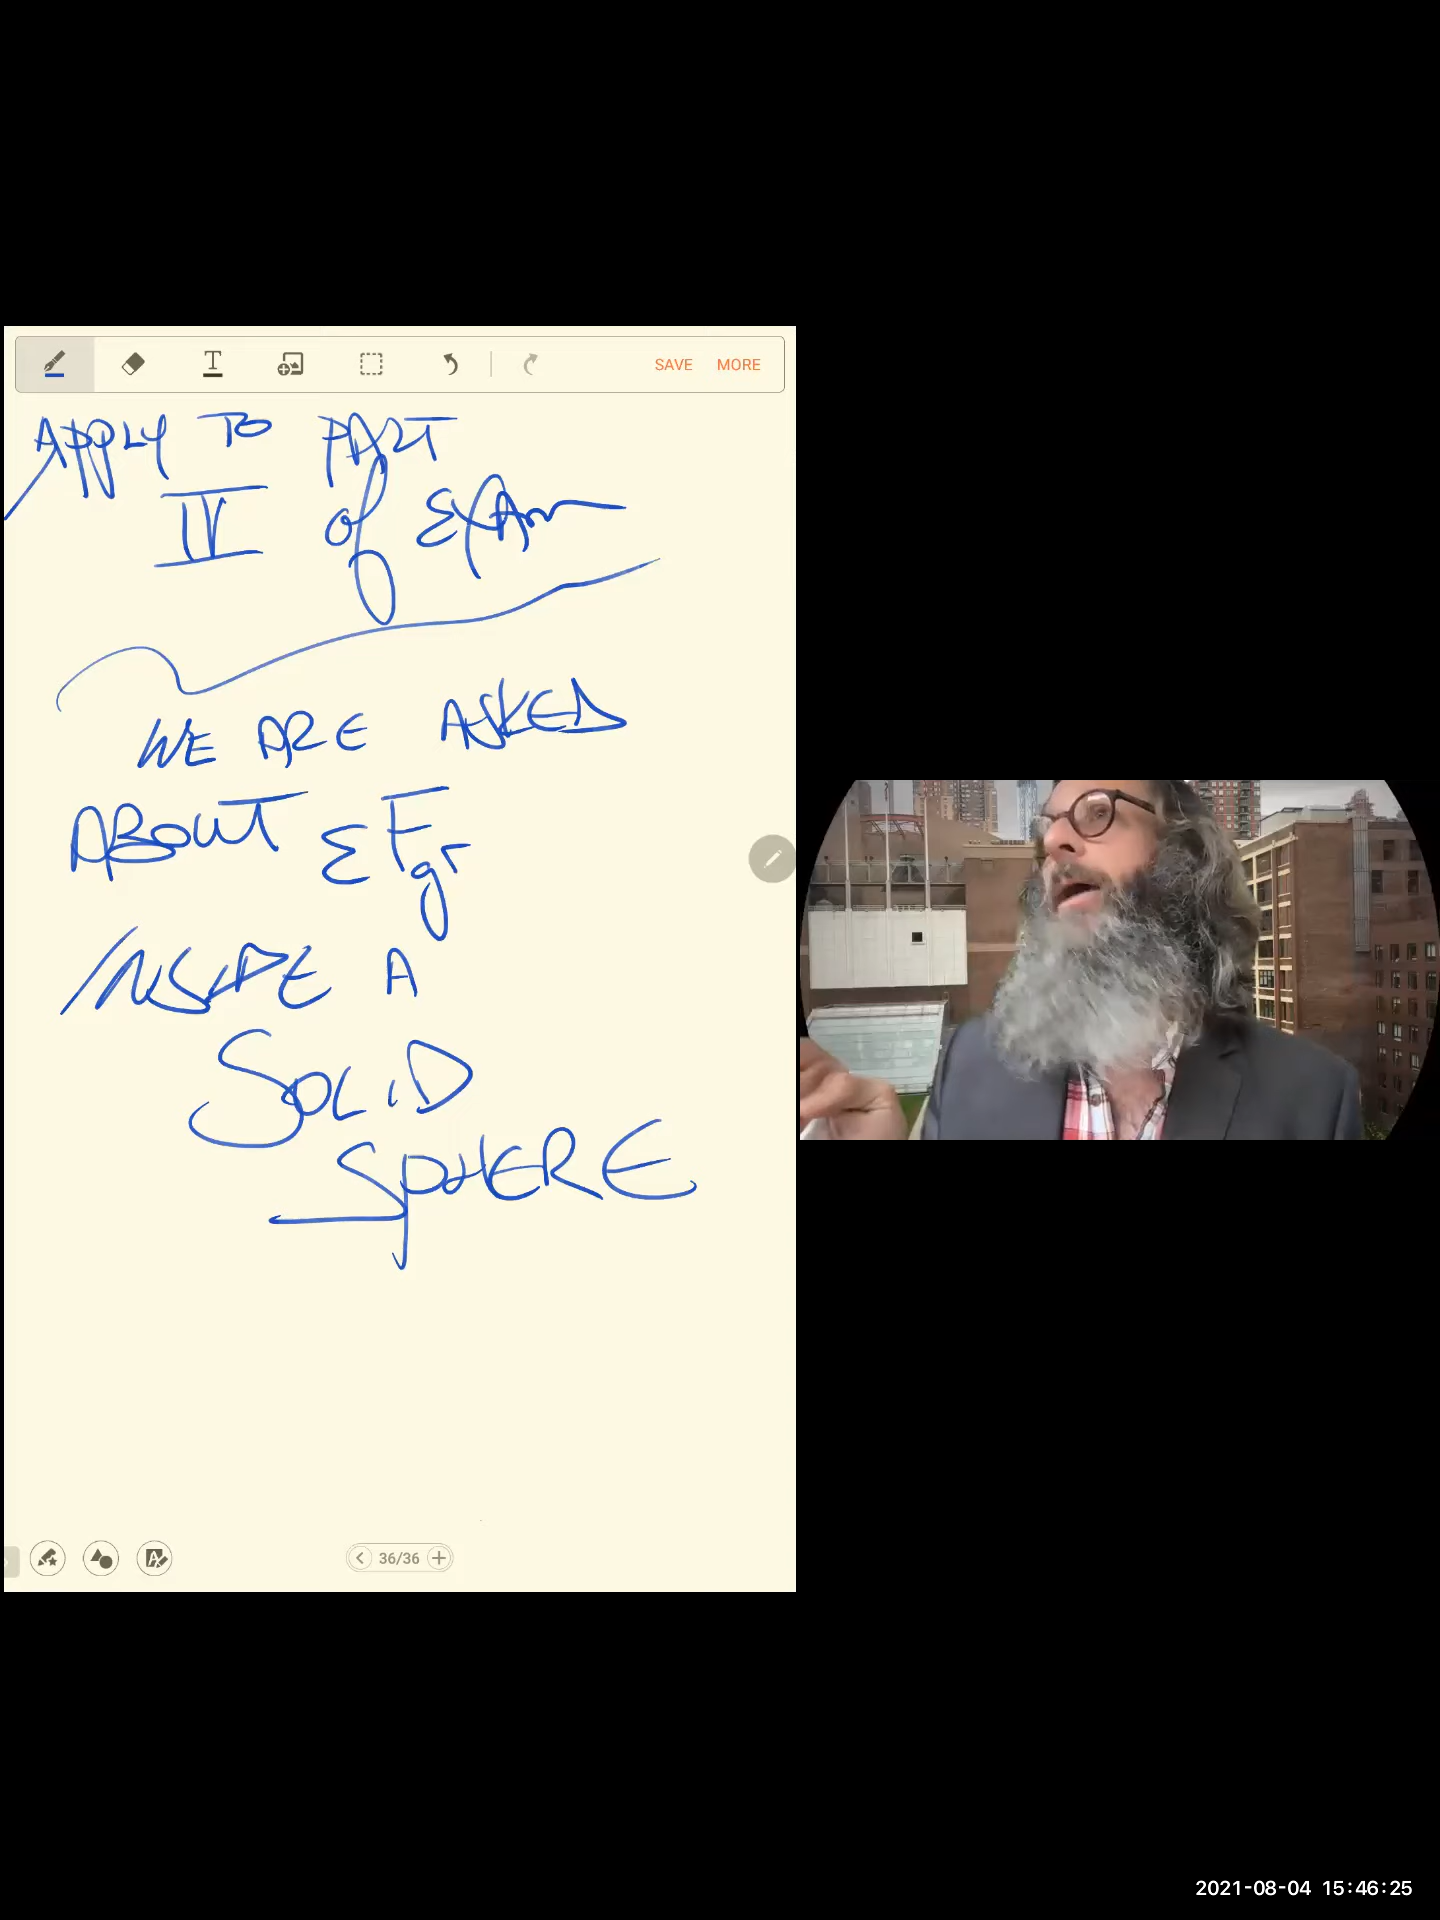 SAVE MORE
APPLY TO PART
IV of EXAM
WE ARE ASKED
ABOUT ΣFgr
INSIDE A
SOLID
SPHERE
36/36
2021-08-04 15:46:25